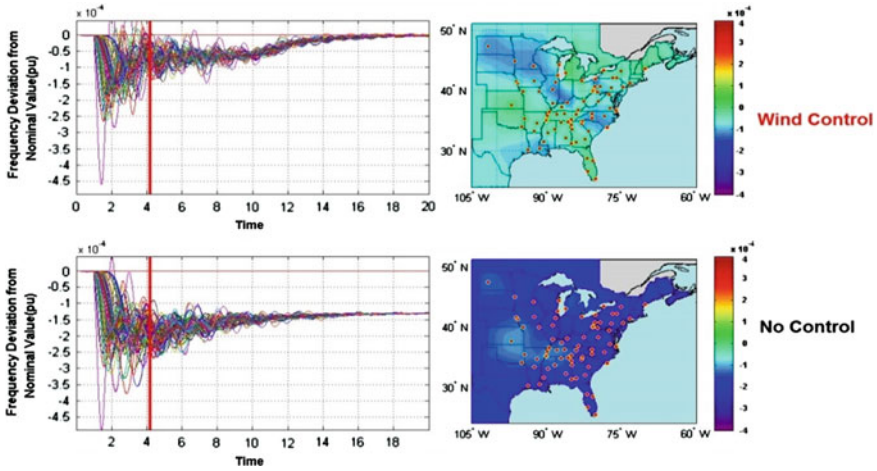 x 10⁻⁴
Frequency Deviation from
Nominal Value(pu)
0
-0.5
-1
-1.5
-2
-2.5
-3
-3.5
-4
-4.5
0 2 4 6 8 10 12 14 16 18 20
Time
50° N
40° N
30° N
105° W 90° W 75° W 60° W
x 10⁻⁴
4
3
2
1
0
-1
-2
-3
-4
Wind Control
x 10⁻⁴
Frequency Deviation from
Nominal Value(pu)
0
-0.5
-1
-1.5
-2
-2.5
-3
-3.5
-4
-4.5
2 4 6 8 10 12 14 16 18 20
Time
50° N
40° N
30° N
105° W 90° W 75° W 60° W
x 10⁻⁴
4
3
2
1
0
-1
-2
-3
-4
No Control